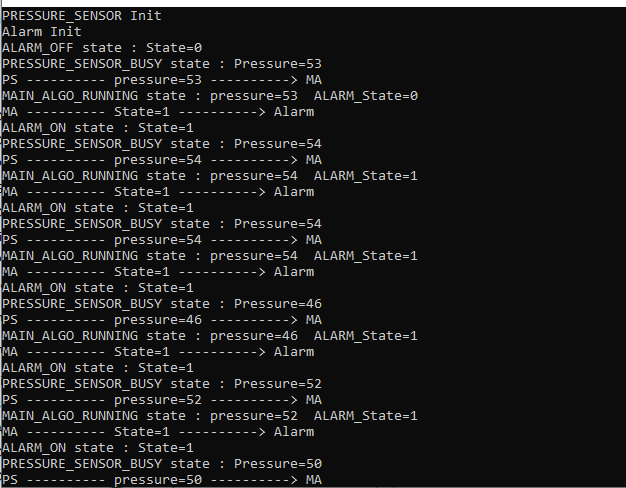 PRESSURE_SENSOR Init
Alarm Init
ALARM_OFF state : State=0
PRESSURE_SENSOR_BUSY state : Pressure=53
PS ---------- pressure=53 ----------> MA
MAIN_ALGO_RUNNING state : pressure=53  ALARM_State=0
MA ---------- State=1 ----------> Alarm
ALARM_ON state : State=1
PRESSURE_SENSOR_BUSY state : Pressure=54
PS ---------- pressure=54 ----------> MA
MAIN_ALGO_RUNNING state : pressure=54  ALARM_State=1
MA ---------- State=1 ----------> Alarm
ALARM_ON state : State=1
PRESSURE_SENSOR_BUSY state : Pressure=54
PS ---------- pressure=54 ----------> MA
MAIN_ALGO_RUNNING state : pressure=54  ALARM_State=1
MA ---------- State=1 ----------> Alarm
ALARM_ON state : State=1
PRESSURE_SENSOR_BUSY state : Pressure=46
PS ---------- pressure=46 ----------> MA
MAIN_ALGO_RUNNING state : pressure=46  ALARM_State=1
MA ---------- State=1 ----------> Alarm
ALARM_ON state : State=1
PRESSURE_SENSOR_BUSY state : Pressure=52
PS ---------- pressure=52 ----------> MA
MAIN_ALGO_RUNNING state : pressure=52  ALARM_State=1
MA ---------- State=1 ----------> Alarm
ALARM_ON state : State=1
PRESSURE_SENSOR_BUSY state : Pressure=50
PS ---------- pressure=50 ----------> MA